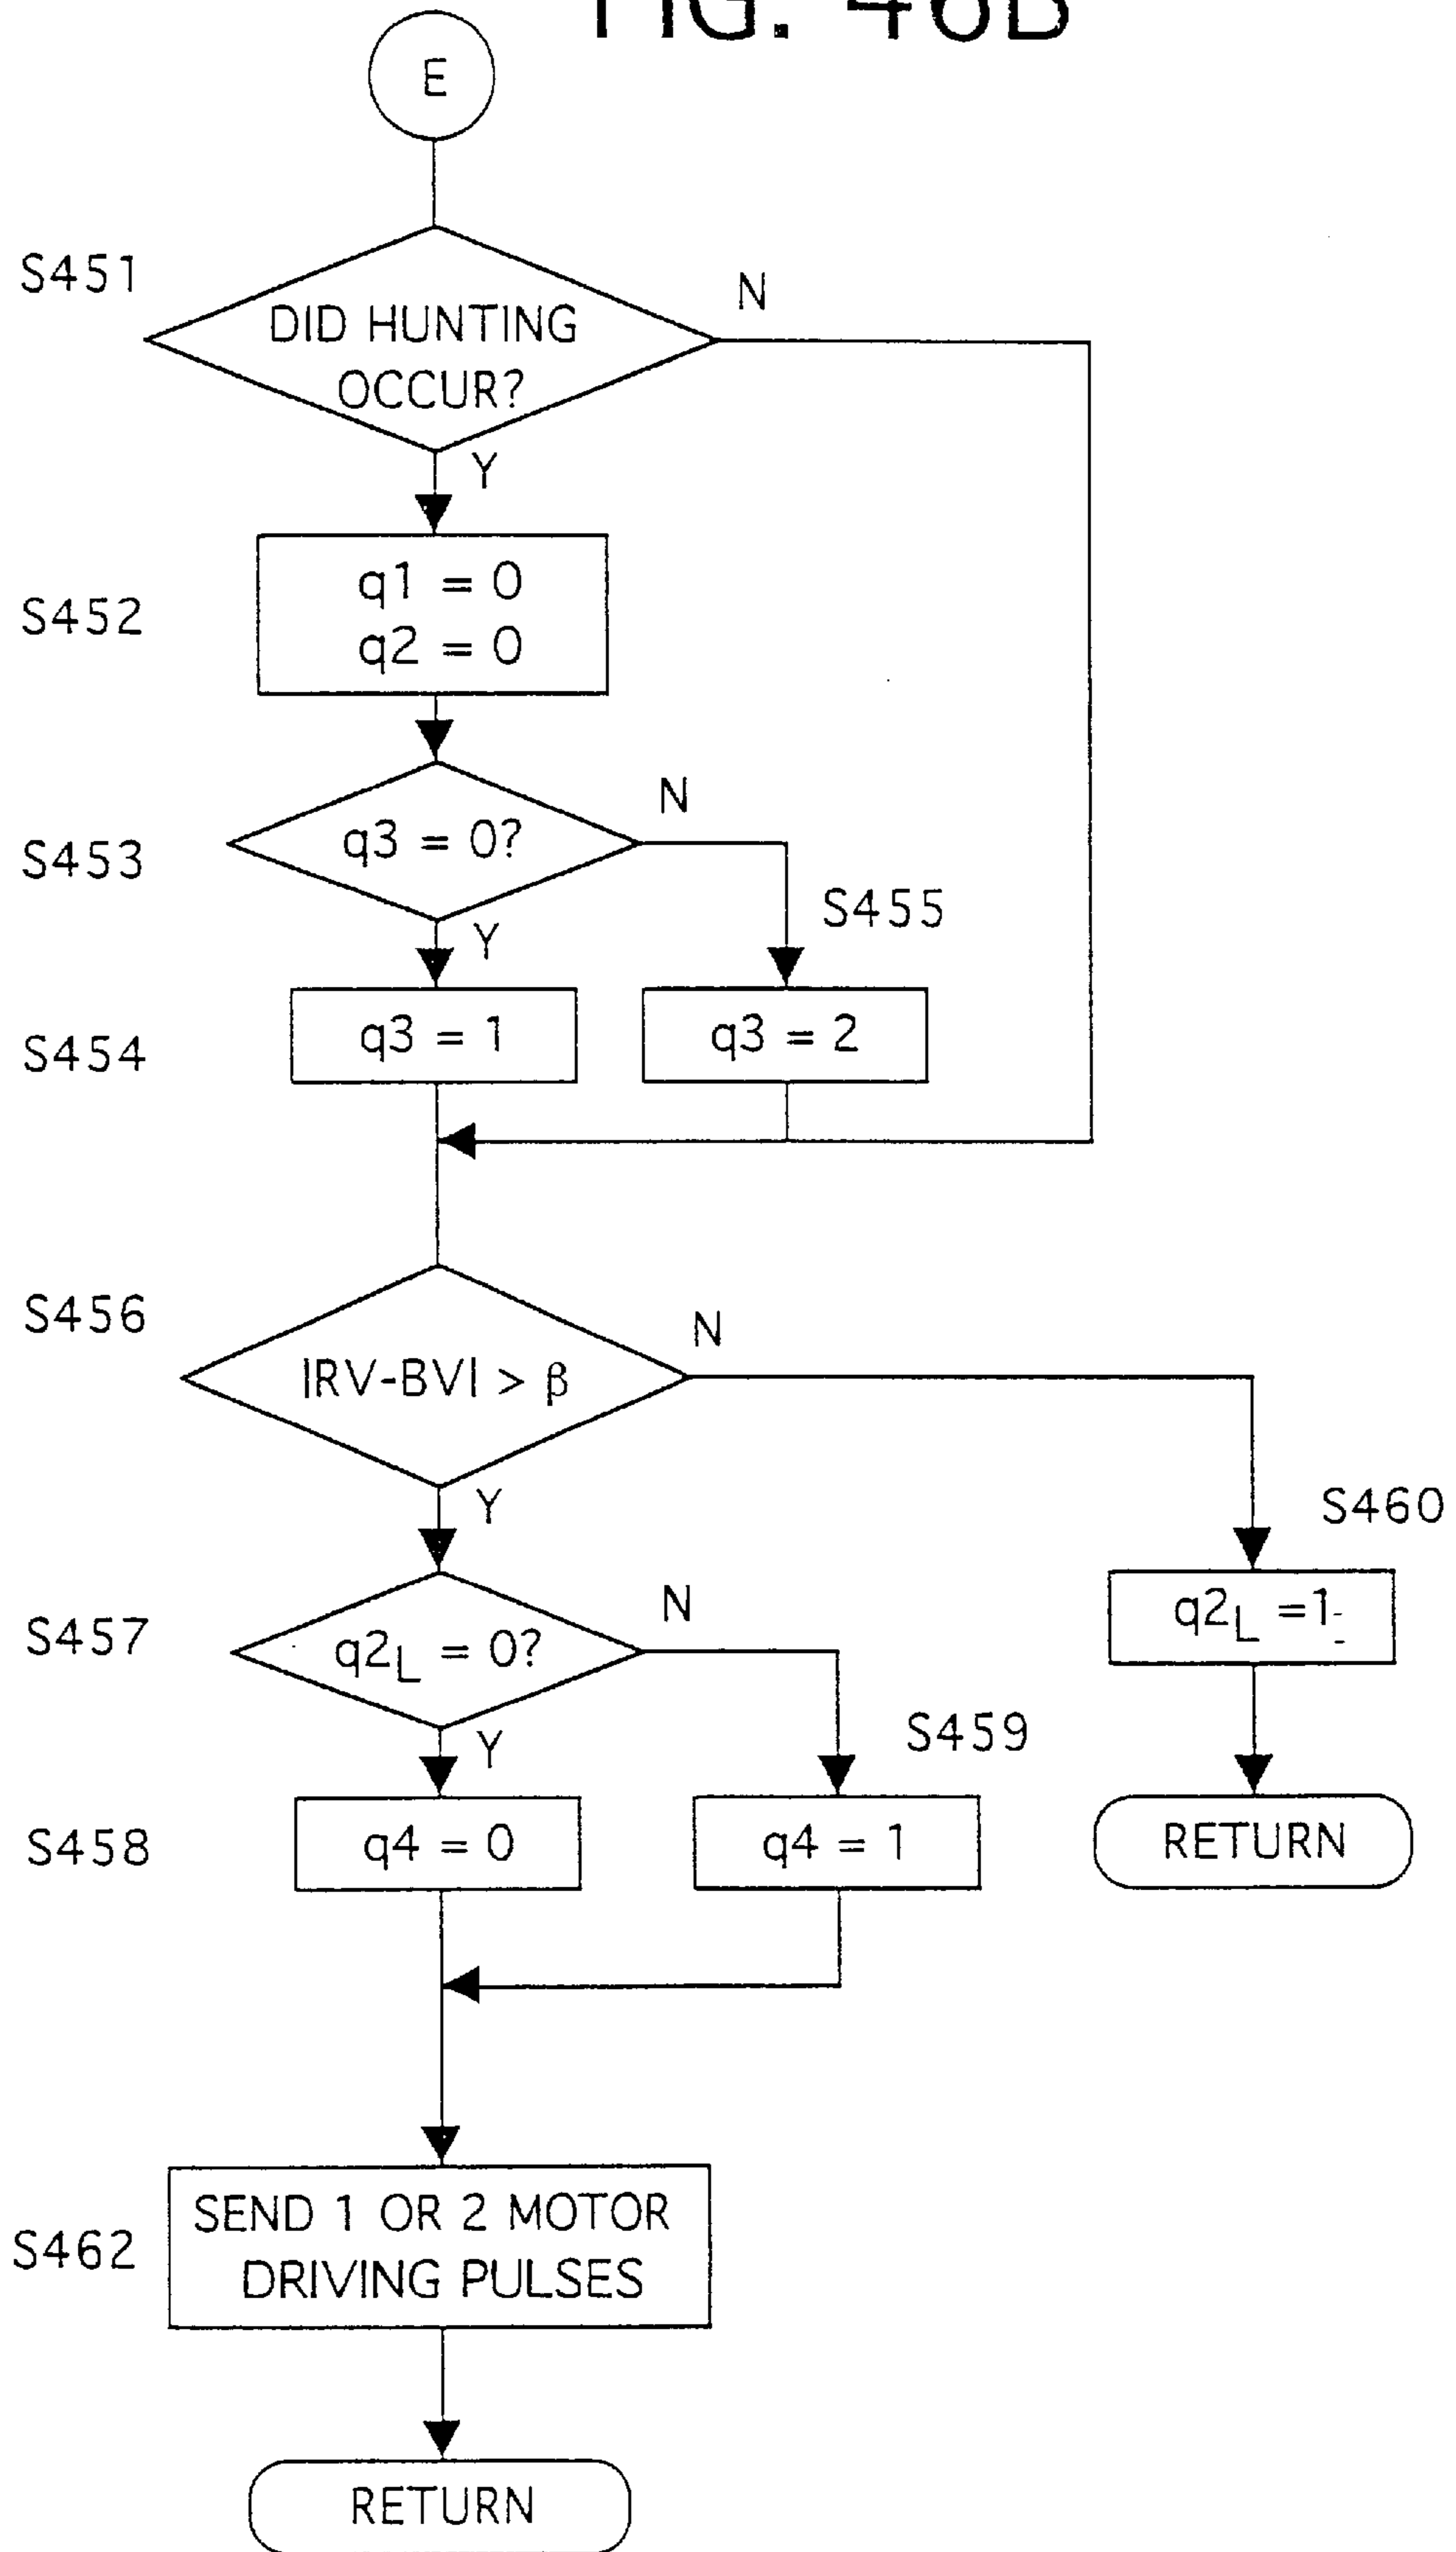 FIG. 46B
E
S451
DID HUNTING
OCCUR?
N
Y
S452
q1 = 0
q2 = 0
S453
q3 = 0?
N
Y
S455
S454
q3 = 1
q3 = 2
S456
|RV-BV| > β
N
Y
S460
q2L =1
S457
q2L = 0?
N
Y
S459
S458
q4 = 0
q4 = 1
RETURN
S462
SEND 1 OR 2 MOTOR
DRIVING PULSES
RETURN